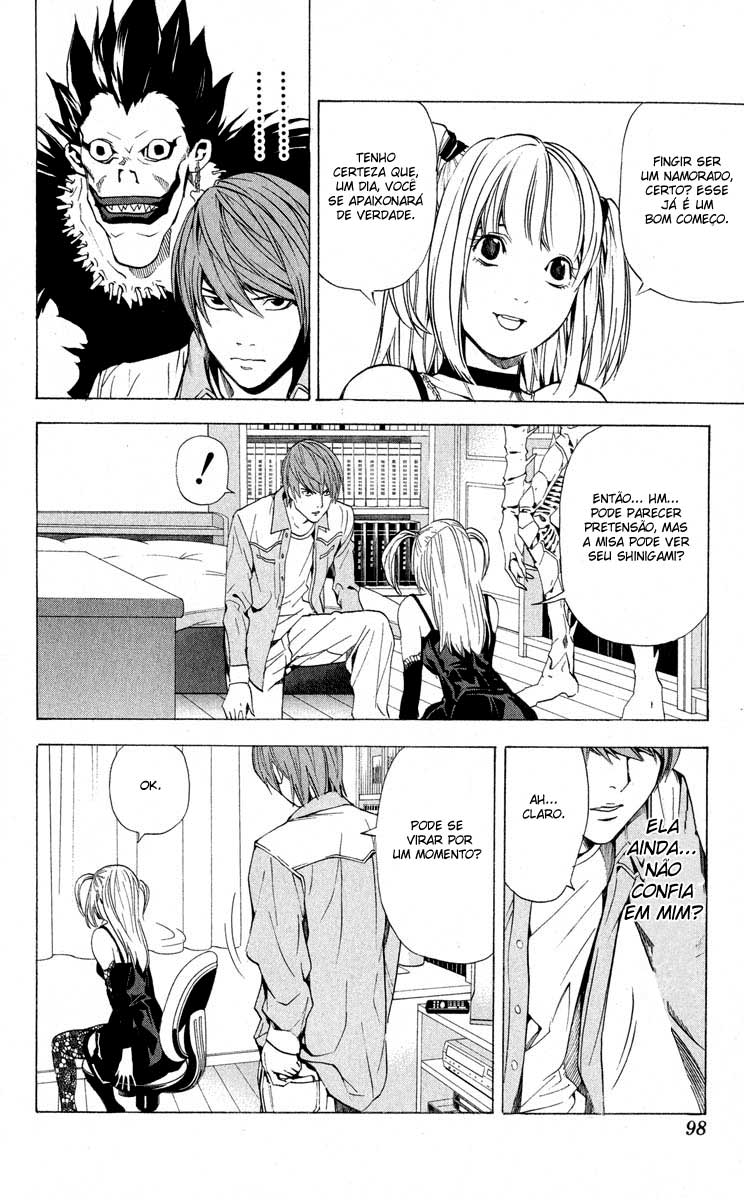 FINGIR SER
UM NAMORADO,
CERTO? ESSE
JÁ É UM
BOM COMEÇO.
TENHO
CERTEZA QUE,
UM DIA, VOCÊ
SE APAIXONARÁ
DE VERDADE.
ENTÃO... HM...
PODE PARECER
PRETENSÃO, MAS
A MISA PODE VER
SEU SHINIGAMI?
!
AH...
CLARO.
ELA
AINDA...
NÃO
CONFIA
EM MIM?
PODE SE
VIRAR POR
UM MOMENTO?
OK.
98